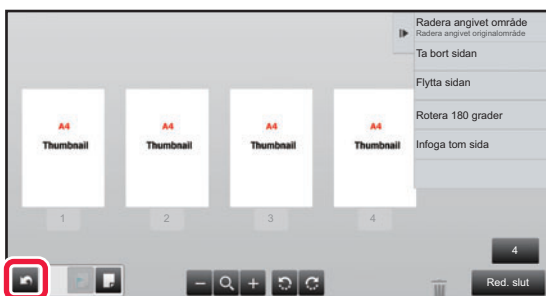 Radera angivet område
Radera angivet originalområde
Ta bort sidan
Flytta sidan
Rotera 180 grader
Infoga tom sida
A4
Thumbnail
A4
Thumbnail
A4
Thumbnail
A4
Thumbnail
1
2
3
4
4
Red. slut